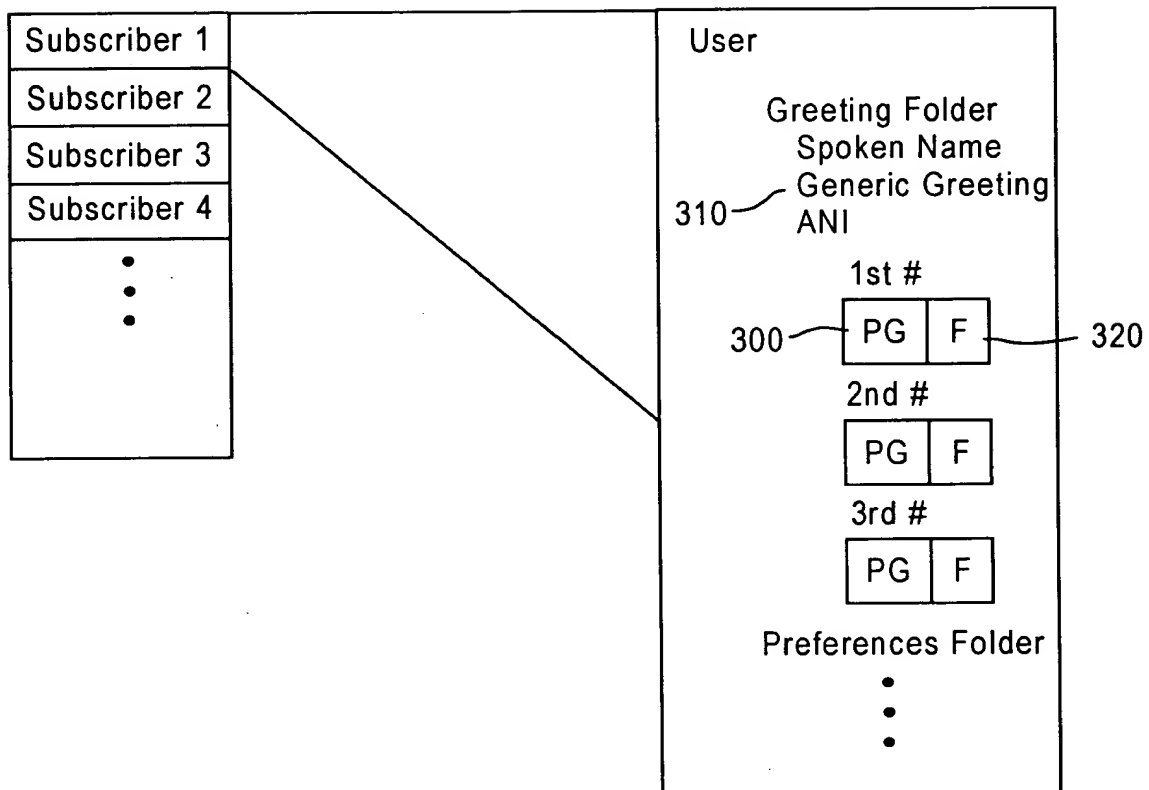 Subscriber 1
Subscriber 2
Subscriber 3
Subscriber 4
User
Greeting Folder
Spoken Name
310 Generic Greeting
ANI
1st #
300 PG F 320
2nd #
PG F
3rd #
PG F
Preferences Folder